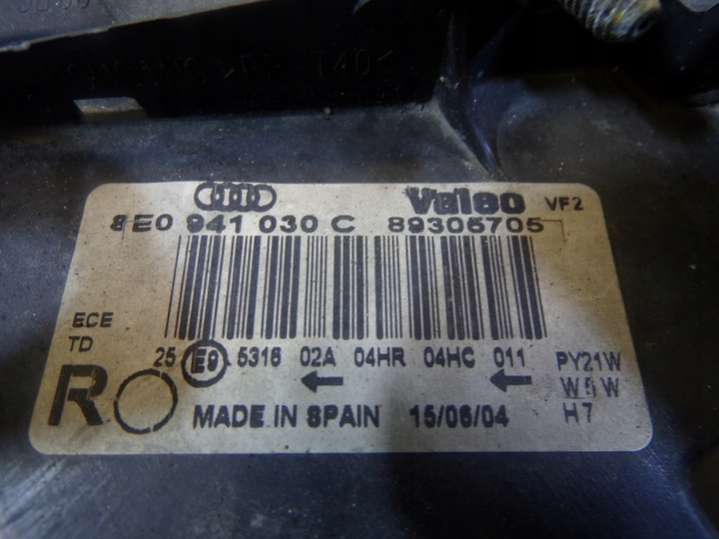 Valeo VF2
8E0 941 030 C 89305705
ECE
TD
25 E9 5316 02A 04HR 04HC 011 PY21W
W5W
R MADE IN SPAIN 15/06/04 H7